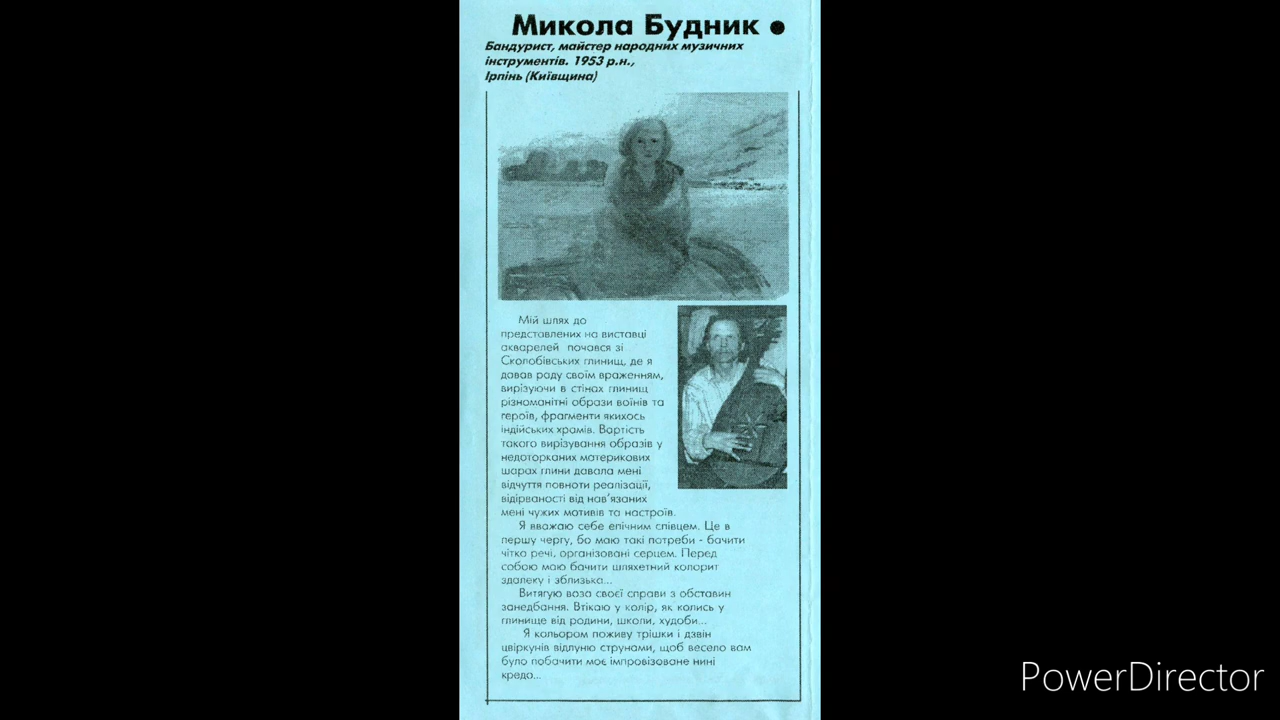 Микола Будник ●
Бандурист, майстер народних музичних
інструментів. 1953 р.н.,
Ірпінь (Київщина)
Мій шлях до
представлених на виставці
акварелей почався зі
Сколобівських глинищ, де я
давав раду своїм враженням,
вирізуючи в стінах глинищ
різноманітні образи воїнів та
героїв, фрагменти якихось
індійських храмів. Вартість
такого вирізування образів у
недоторканих материкових
шарах глини давала мені
відчуття повноти реалізації,
відірваності від нав'язаних
мені чужих мотивів та настроїв.
Я вважаю себе епічним співцем. Це в
першу чергу, бо маю такі потреби - бачити
чітко речі, організовані серцем. Перед
собою маю бачити шляхетний колорит
здалеку і зблизька...
Витягую воза своєї справи з обставин
занедбання. Втікаю у колір, як колись у
глинище від родини, школи, худоби...
Я кольором поживу трішки і дзвін
цвіркунів відлуню струнами, щоб весело вам
було побачити моє імпровізоване нині
кредо...
PowerDirector